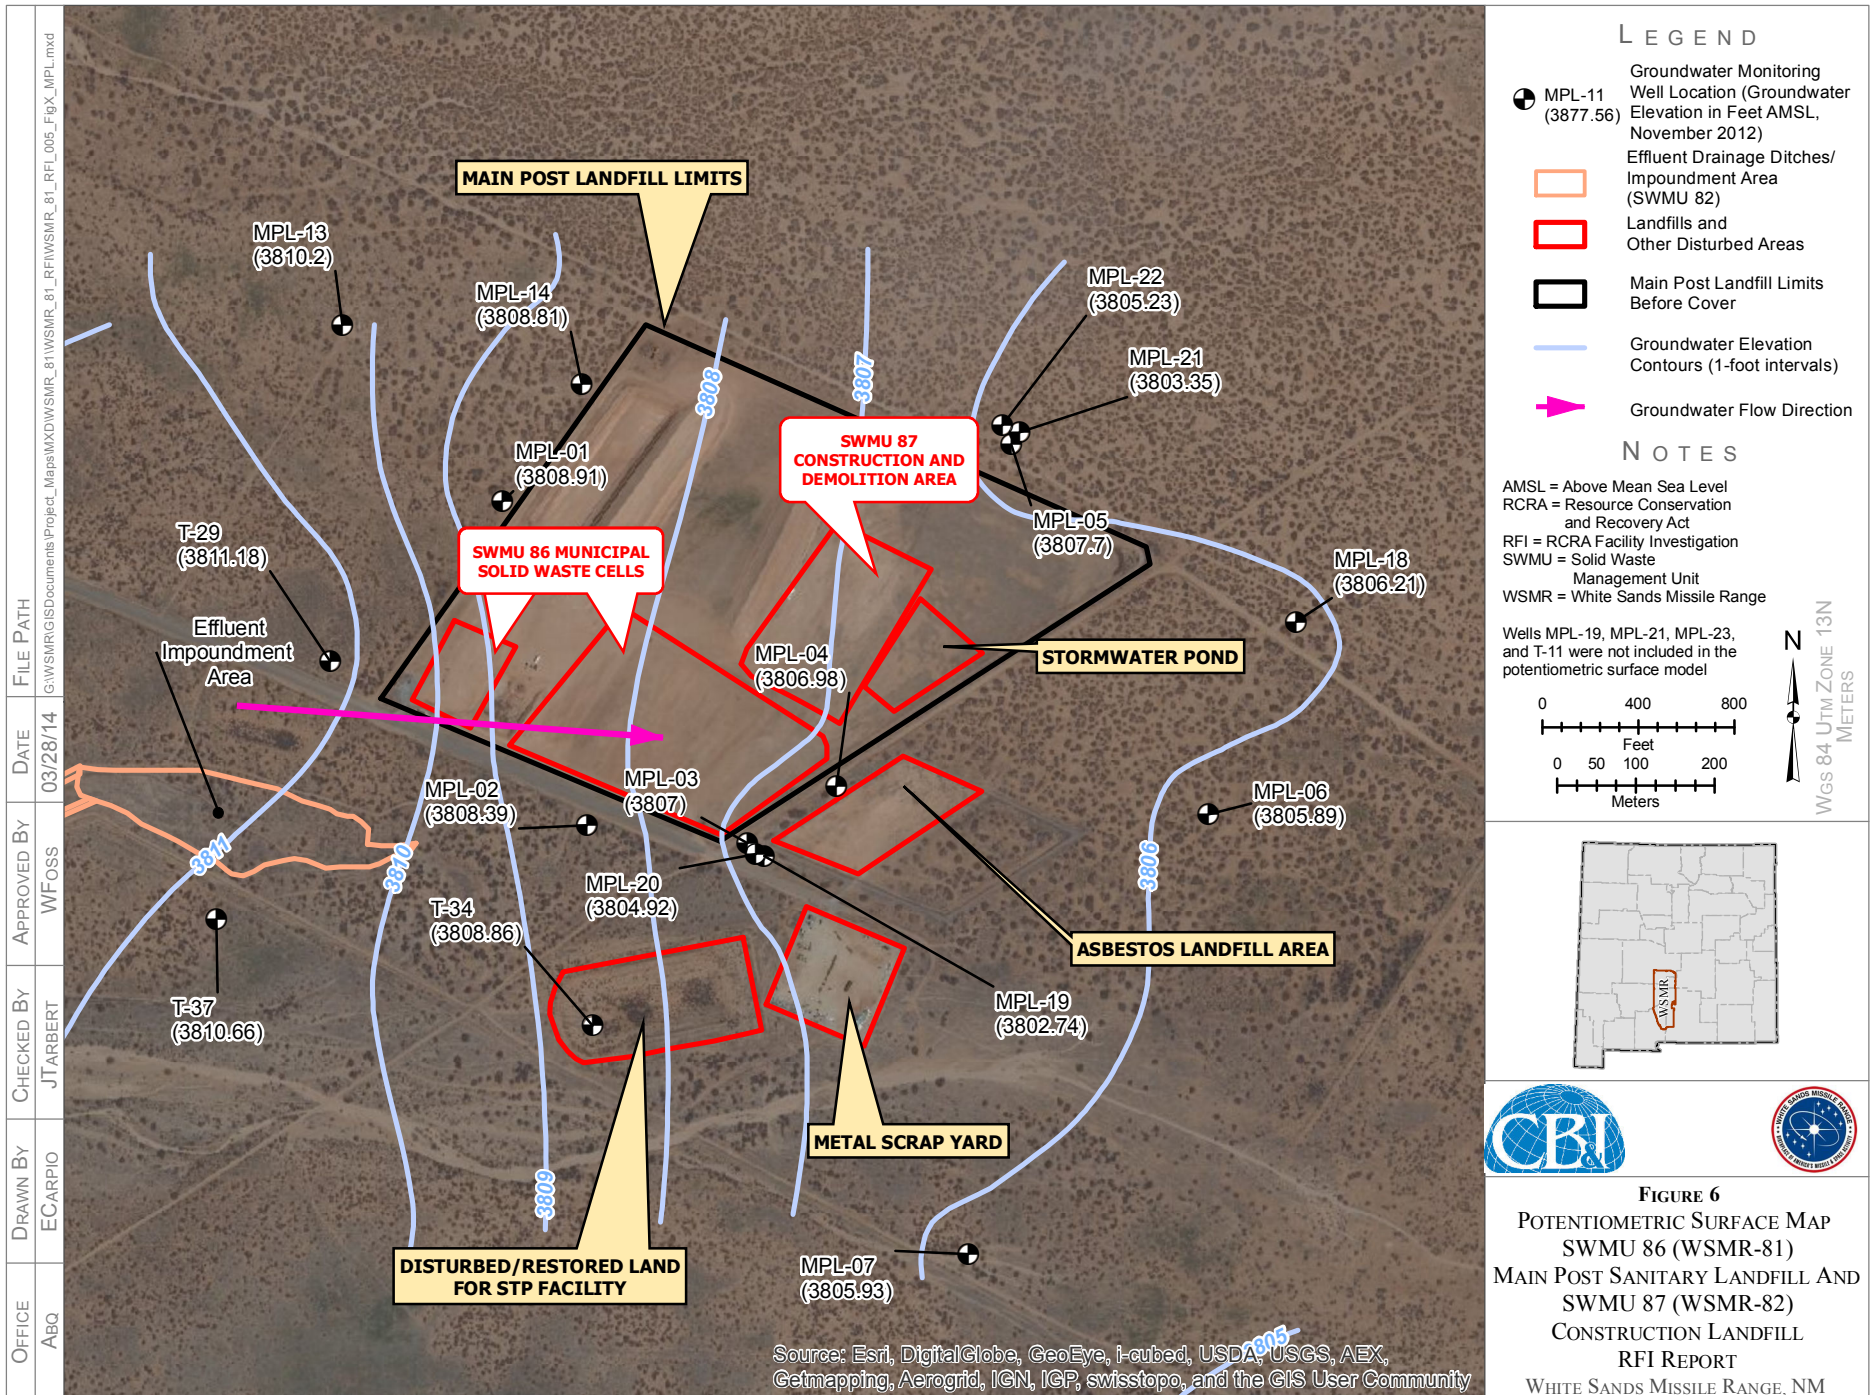 MAIN POST LANDFILL LIMITS
MPL-13
(3810.2)
MPL-14
(3808.81)
MPL-22
(3805.23)
MPL-21
(3803.35)
3808
3807
SWMU 87
CONSTRUCTION AND
DEMOLITION AREA
MPL-01
(3808.91)
SWMU 86 MUNICIPAL
SOLID WASTE CELLS
MPL-05
(3807.7)
T-29
(3811.18)
MPL-18
(3806.21)
Effluent
Impoundment
Area
MPL-04
(3806.98)
STORMWATER POND
MPL-02
(3808.39)
MPL-03
(3807)
MPL-06
(3805.89)
3811
3810
3806
MPL-20
(3804.92)
T-34
(3808.86)
ASBESTOS LANDFILL AREA
T-37
(3810.66)
MPL-19
(3802.74)
METAL SCRAP YARD
3809
DISTURBED/RESTORED LAND
FOR STP FACILITY
MPL-07
(3805.93)
3805
Source: Esri, DigitalGlobe, GeoEye, i-cubed, USDA, USGS, AEX,
Getmapping, Aerogrid, IGN, IGP, swisstopo, and the GIS User Community
LEGEND
MPL-11
(3877.56)
Groundwater Monitoring
Well Location (Groundwater
Elevation in Feet AMSL,
November 2012)
Effluent Drainage Ditches/
Impoundment Area
(SWMU 82)
Landfills and
Other Disturbed Areas
Main Post Landfill Limits
Before Cover
Groundwater Elevation
Contours (1-foot intervals)
Groundwater Flow Direction
NOTES
AMSL = Above Mean Sea Level
RCRA = Resource Conservation
and Recovery Act
RFI = RCRA Facility Investigation
SWMU = Solid Waste
Management Unit
WSMR = White Sands Missile Range
Wells MPL-19, MPL-21, MPL-23,
and T-11 were not included in the
potentiometric surface model
N
0 400 800
Feet
0 50 100 200
Meters
WGS 84 UTM ZONE 13N
METERS
WSMR
CB&I
WHITE SANDS MISSILE RANGE
FIGURE 6
POTENTIOMETRIC SURFACE MAP
SWMU 86 (WSMR-81)
MAIN POST SANITARY LANDFILL AND
SWMU 87 (WSMR-82)
CONSTRUCTION LANDFILL
RFI REPORT
WHITE SANDS MISSILE RANGE, NM
FILE PATH
G:\WSMR\GISDocuments\Project_Maps\MXD\WSMR_81\WSMR_81_RFI\WSMR_81_RFI_005_FigX_MPL.mxd
DATE
03/28/14
APPROVED BY
WFOSS
CHECKED BY
JTARBERT
DRAWN BY
ECARPIO
OFFICE
ABQ